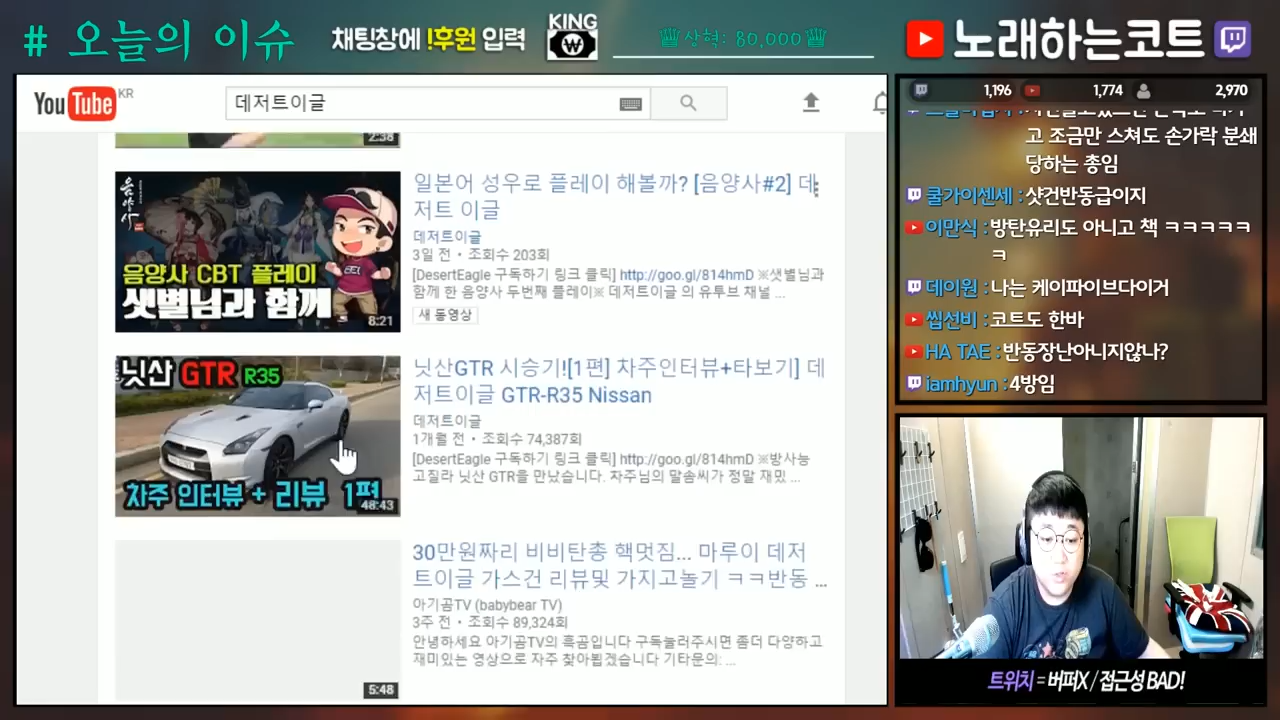 # 오늘의 이슈
채팅창에 !후원 입력
KING
₩
♕상혁: 80,000♕
노래하는코트
YouTube KR
데저트이글
2:38
음양사
음양사 CBT 플레이
샛별님과 함께
8:21
일본어 성우로 플레이 해볼까? [음양사#2] 데
저트 이글
데저트이글
3일 전 • 조회수 203회
[DesertEagle 구독하기 링크 클릭] http://goo.gl/814hmD ※샛별님과
함께 한 음양사 두번째 플레이※ 데저트이글 의 유투브 채널 ...
새 동영상
닛산 GTR R35
차주 인터뷰 + 리뷰 1편
48:43
닛산GTR 시승기![1편] 차주인터뷰+타보기] 데
저트이글 GTR-R35 Nissan
데저트이글
1개월 전 • 조회수 74,387회
[DesertEagle 구독하기 링크 클릭] http://goo.gl/814hmD ※방사능
고질라 닛산 GTR을 만났습니다. 차주님의 말솜씨가 정말 재밌 ...
5:48
30만원짜리 비비탄총 핵멋짐... 마루이 데저
트이글 가스건 리뷰및 가지고놀기 ㅋㅋ반동 ...
아기곰TV (babybear TV)
3주 전 • 조회수 89,324회
안녕하세요 아기곰TV의 흑곰입니다 구독눌러주시면 좀더 다양하고
재미있는 영상으로 자주 찾아뵙겠습니다 기타문의: ...
1,196 1,774 2,970
고 조금만 스쳐도 손가락 분쇄
당하는 총임
쿨가이센세 : 샷건반동급이지
이만식 : 방탄유리도 아니고 책 ㅋㅋㅋㅋㅋ
ㅋ
데이원 : 나는 케이파이브다이거
씹선비 : 코트도 한바
HA TAE : 반동장난아니지않나?
iamhyun : 4방임
트위치 = 버퍼X / 접근성 BAD!